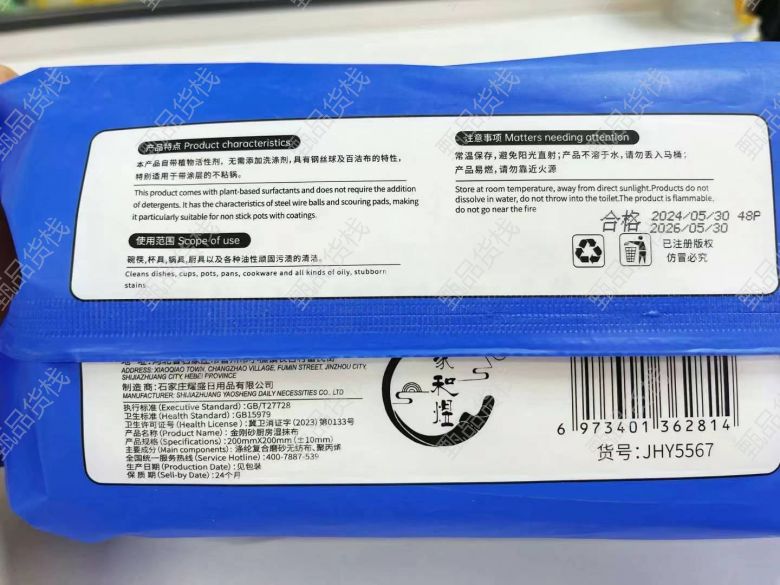 产品特点 Product characteristics
本产品自带植物活性剂，无需添加洗涤剂，具有钢丝球及百洁布的特性，
特别适用于带涂层的不粘锅。
This product comes with plant-based surfactants and does not require the addition
of detergents. It has the characteristics of steel wire balls and scouring pads, making
it particularly suitable for non stick pots with coatings.
使用范围 Scope of use
碗筷,杯具,锅具,厨具以及各种油性顽固污渍的清洁。
Cleans dishes, cups, pots, pans, cookware and all kinds of oily, stubborn
stains.
注意事项 Matters needing attention
常温保存，避免阳光直射；产品不溶于水，请勿丢入马桶；
产品易燃，请勿靠近火源
Store at room temperature, away from direct sunlight.Products do not
dissolve in water, do not throw into the toilet.The product is flammable,
do not go near the fire
合格 2024/05/30 48P
2026/05/30
已注册版权
仿冒必究
ADDRESS: XIAOQIAO TOWN, CHANGZHAO VILLAGE, FUMIN STREET, JINZHOU CITY,
SHIJIAZHUANG CITY, HEBEI PROVINCE
制造商：石家庄耀盛日用品有限公司
MANUFACTOR: SHIJIAZHUANG YAOSHENG DAILY NECESSITIES CO., LTD
执行标准 (Executive Standard) :GB/T27728
卫生标准 (Health Standard) : GB15979
卫生许可证号 (Health License) : 冀卫消证字 (2023) 第0133号
产品名称 (Product Name) : 金刚砂厨房湿抹布
产品规格 (Specifications) :200mmX200mm (±10mm)
主要成分 (Main components) : 涤纶复合磨砂无纺布、聚丙烯
全国统一服务热线 (Service Hotline) :400-7887-539
生产日期 (Production Date) : 见包装
保质期 (Sell-by Date) : 24个月
家和煜
6 973401 362814
货号: JHY5567
甄品货栈